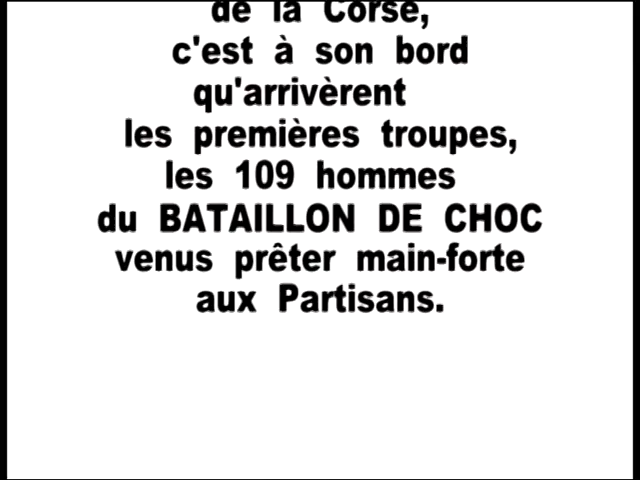 de la Corse,
c'est à son bord
qu'arrivèrent
les premières troupes,
les 109 hommes
du BATAILLON DE CHOC
venus prêter main-forte
aux Partisans.